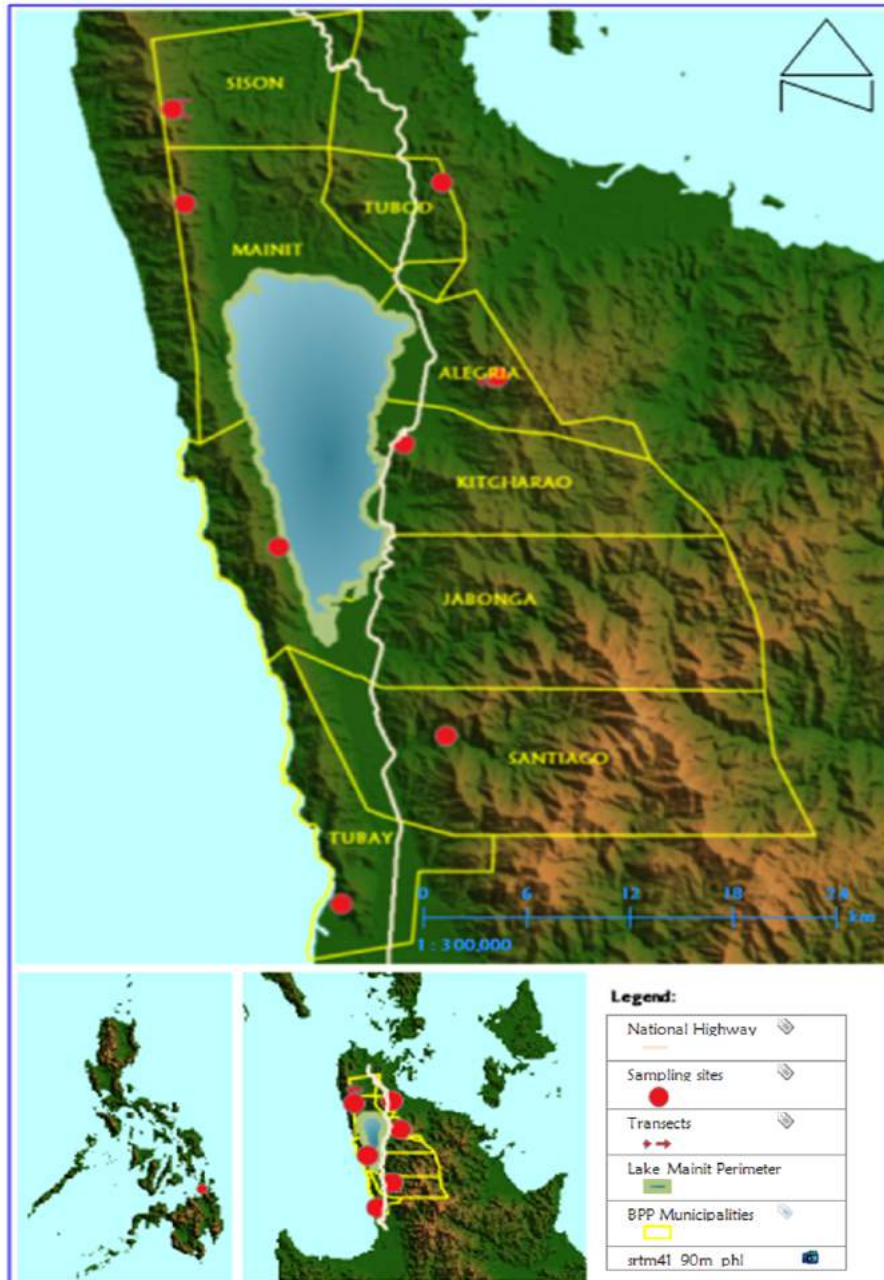 SISON
TUBOD
MAINIT
ALEGRIA
KITCHARAO
JABONGA
SANTIAGO
TUBAY
0 6 12 18 24
km
1 : 300,000
Legend:
National Highway
Sampling sites
Transects
Lake Mainit Perimeter
BPP Municipalities
srtm41_90m_phl